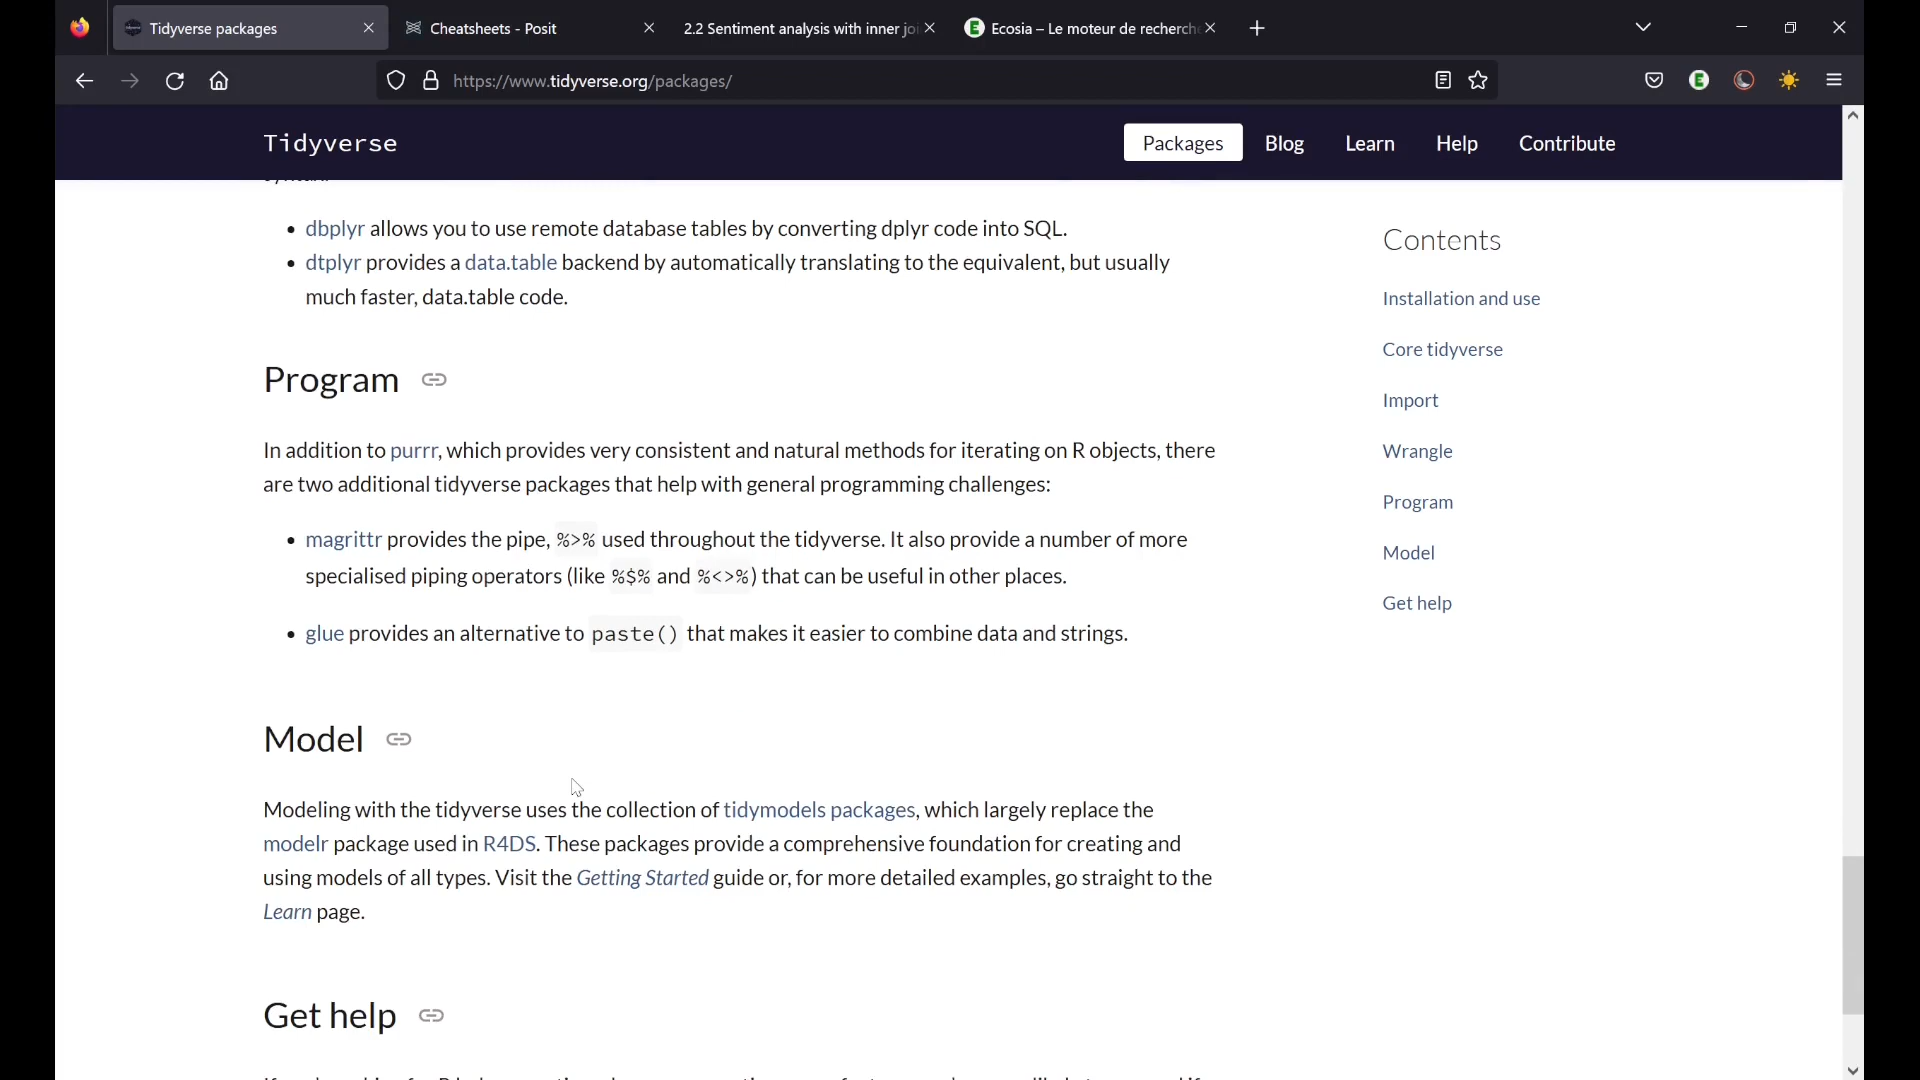 Tidyverse packages
Cheatsheets - Posit
2.2 Sentiment analysis with inner joi
Ecosia – Le moteur de recherche
https://www.tidyverse.org/packages/
Tidyverse
Packages
Blog
Learn
Help
Contribute
dbplyr allows you to use remote database tables by converting dplyr code into SQL.
dtplyr provides a data.table backend by automatically translating to the equivalent, but usually
much faster, data.table code.
Program
In addition to purrr, which provides very consistent and natural methods for iterating on R objects, there
are two additional tidyverse packages that help with general programming challenges:
magrittr provides the pipe, %>% used throughout the tidyverse. It also provide a number of more
specialised piping operators (like %$% and %<>%) that can be useful in other places.
glue provides an alternative to paste() that makes it easier to combine data and strings.
Model
Modeling with the tidyverse uses the collection of tidymodels packages, which largely replace the
modelr package used in R4DS. These packages provide a comprehensive foundation for creating and
using models of all types. Visit the Getting Started guide or, for more detailed examples, go straight to the
Learn page.
Get help
Contents
Installation and use
Core tidyverse
Import
Wrangle
Program
Model
Get help